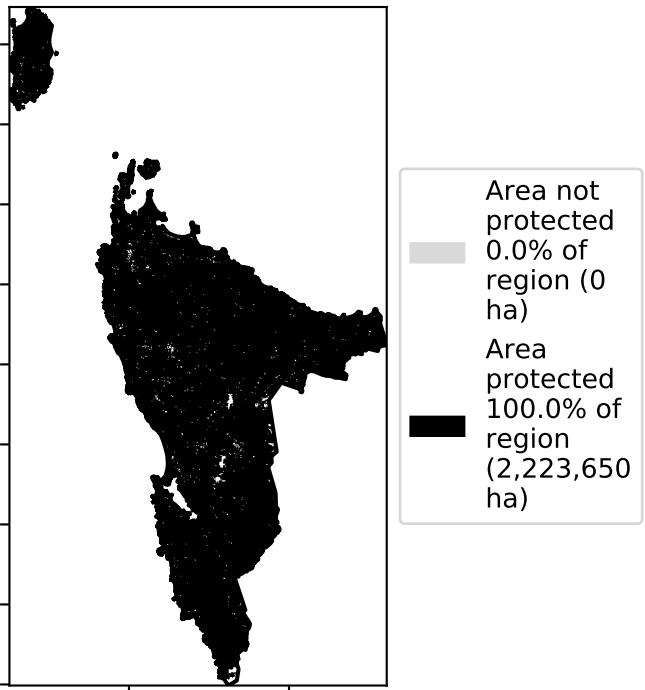 Area not
protected
0.0% of
region (0
ha)
Area
protected
100.0% of
region
(2,223,650
ha)